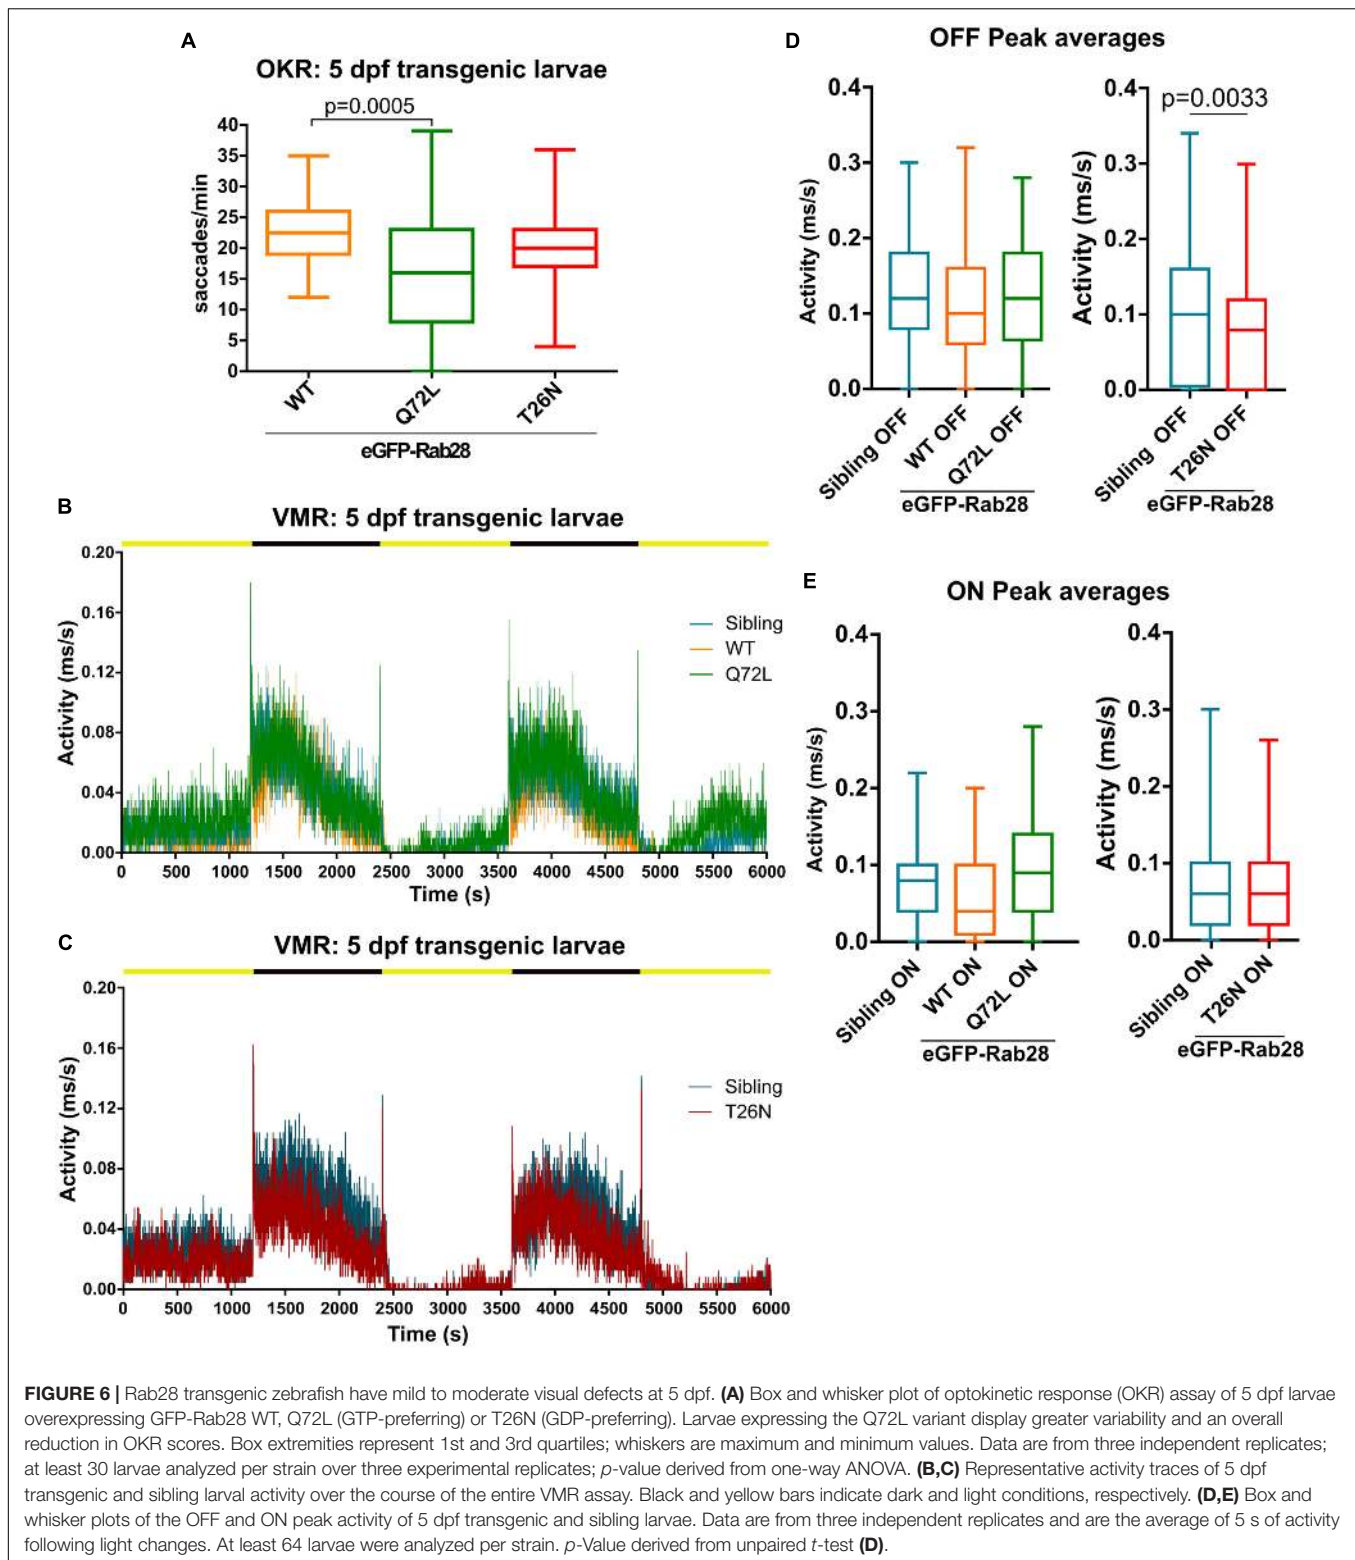 A
OKR: 5 dpf transgenic larvae
p=0.0005
40
35
30
25
20
15
10
5
0
saccades/min
WT
Q72L
T26N
eGFP-Rab28
B
VMR: 5 dpf transgenic larvae
0.20
0.16
0.12
0.08
0.04
0.00
Activity (ms/s)
Sibling
WT
Q72L
0 500 1000 1500 2000 2500 3000 3500 4000 4500 5000 5500 6000
Time (s)
C
VMR: 5 dpf transgenic larvae
0.20
0.16
0.12
0.08
0.04
0.00
Activity (ms/s)
Sibling
T26N
0 500 1000 1500 2000 2500 3000 3500 4000 4500 5000 5500 6000
Time (s)
D
OFF Peak averages
0.4
0.3
0.2
0.1
0.0
Activity (ms/s)
Sibling OFF
WT OFF
Q72L OFF
eGFP-Rab28
p=0.0033
0.4
0.3
0.2
0.1
0.0
Activity (ms/s)
Sibling OFF
T26N OFF
eGFP-Rab28
E
ON Peak averages
0.4
0.3
0.2
0.1
0.0
Activity (ms/s)
Sibling ON
WT ON
Q72L ON
eGFP-Rab28
0.4
0.3
0.2
0.1
0.0
Activity (ms/s)
Sibling ON
T26N ON
eGFP-Rab28
FIGURE 6 | Rab28 transgenic zebrafish have mild to moderate visual defects at 5 dpf. (A) Box and whisker plot of optokinetic response (OKR) assay of 5 dpf larvae
overexpressing GFP-Rab28 WT, Q72L (GTP-preferring) or T26N (GDP-preferring). Larvae expressing the Q72L variant display greater variability and an overall
reduction in OKR scores. Box extremities represent 1st and 3rd quartiles; whiskers are maximum and minimum values. Data are from three independent replicates;
at least 30 larvae analyzed per strain over three experimental replicates; p-value derived from one-way ANOVA. (B,C) Representative activity traces of 5 dpf
transgenic and sibling larval activity over the course of the entire VMR assay. Black and yellow bars indicate dark and light conditions, respectively. (D,E) Box and
whisker plots of the OFF and ON peak activity of 5 dpf transgenic and sibling larvae. Data are from three independent replicates and are the average of 5 s of activity
following light changes. At least 64 larvae were analyzed per strain. p-Value derived from unpaired t-test (D).